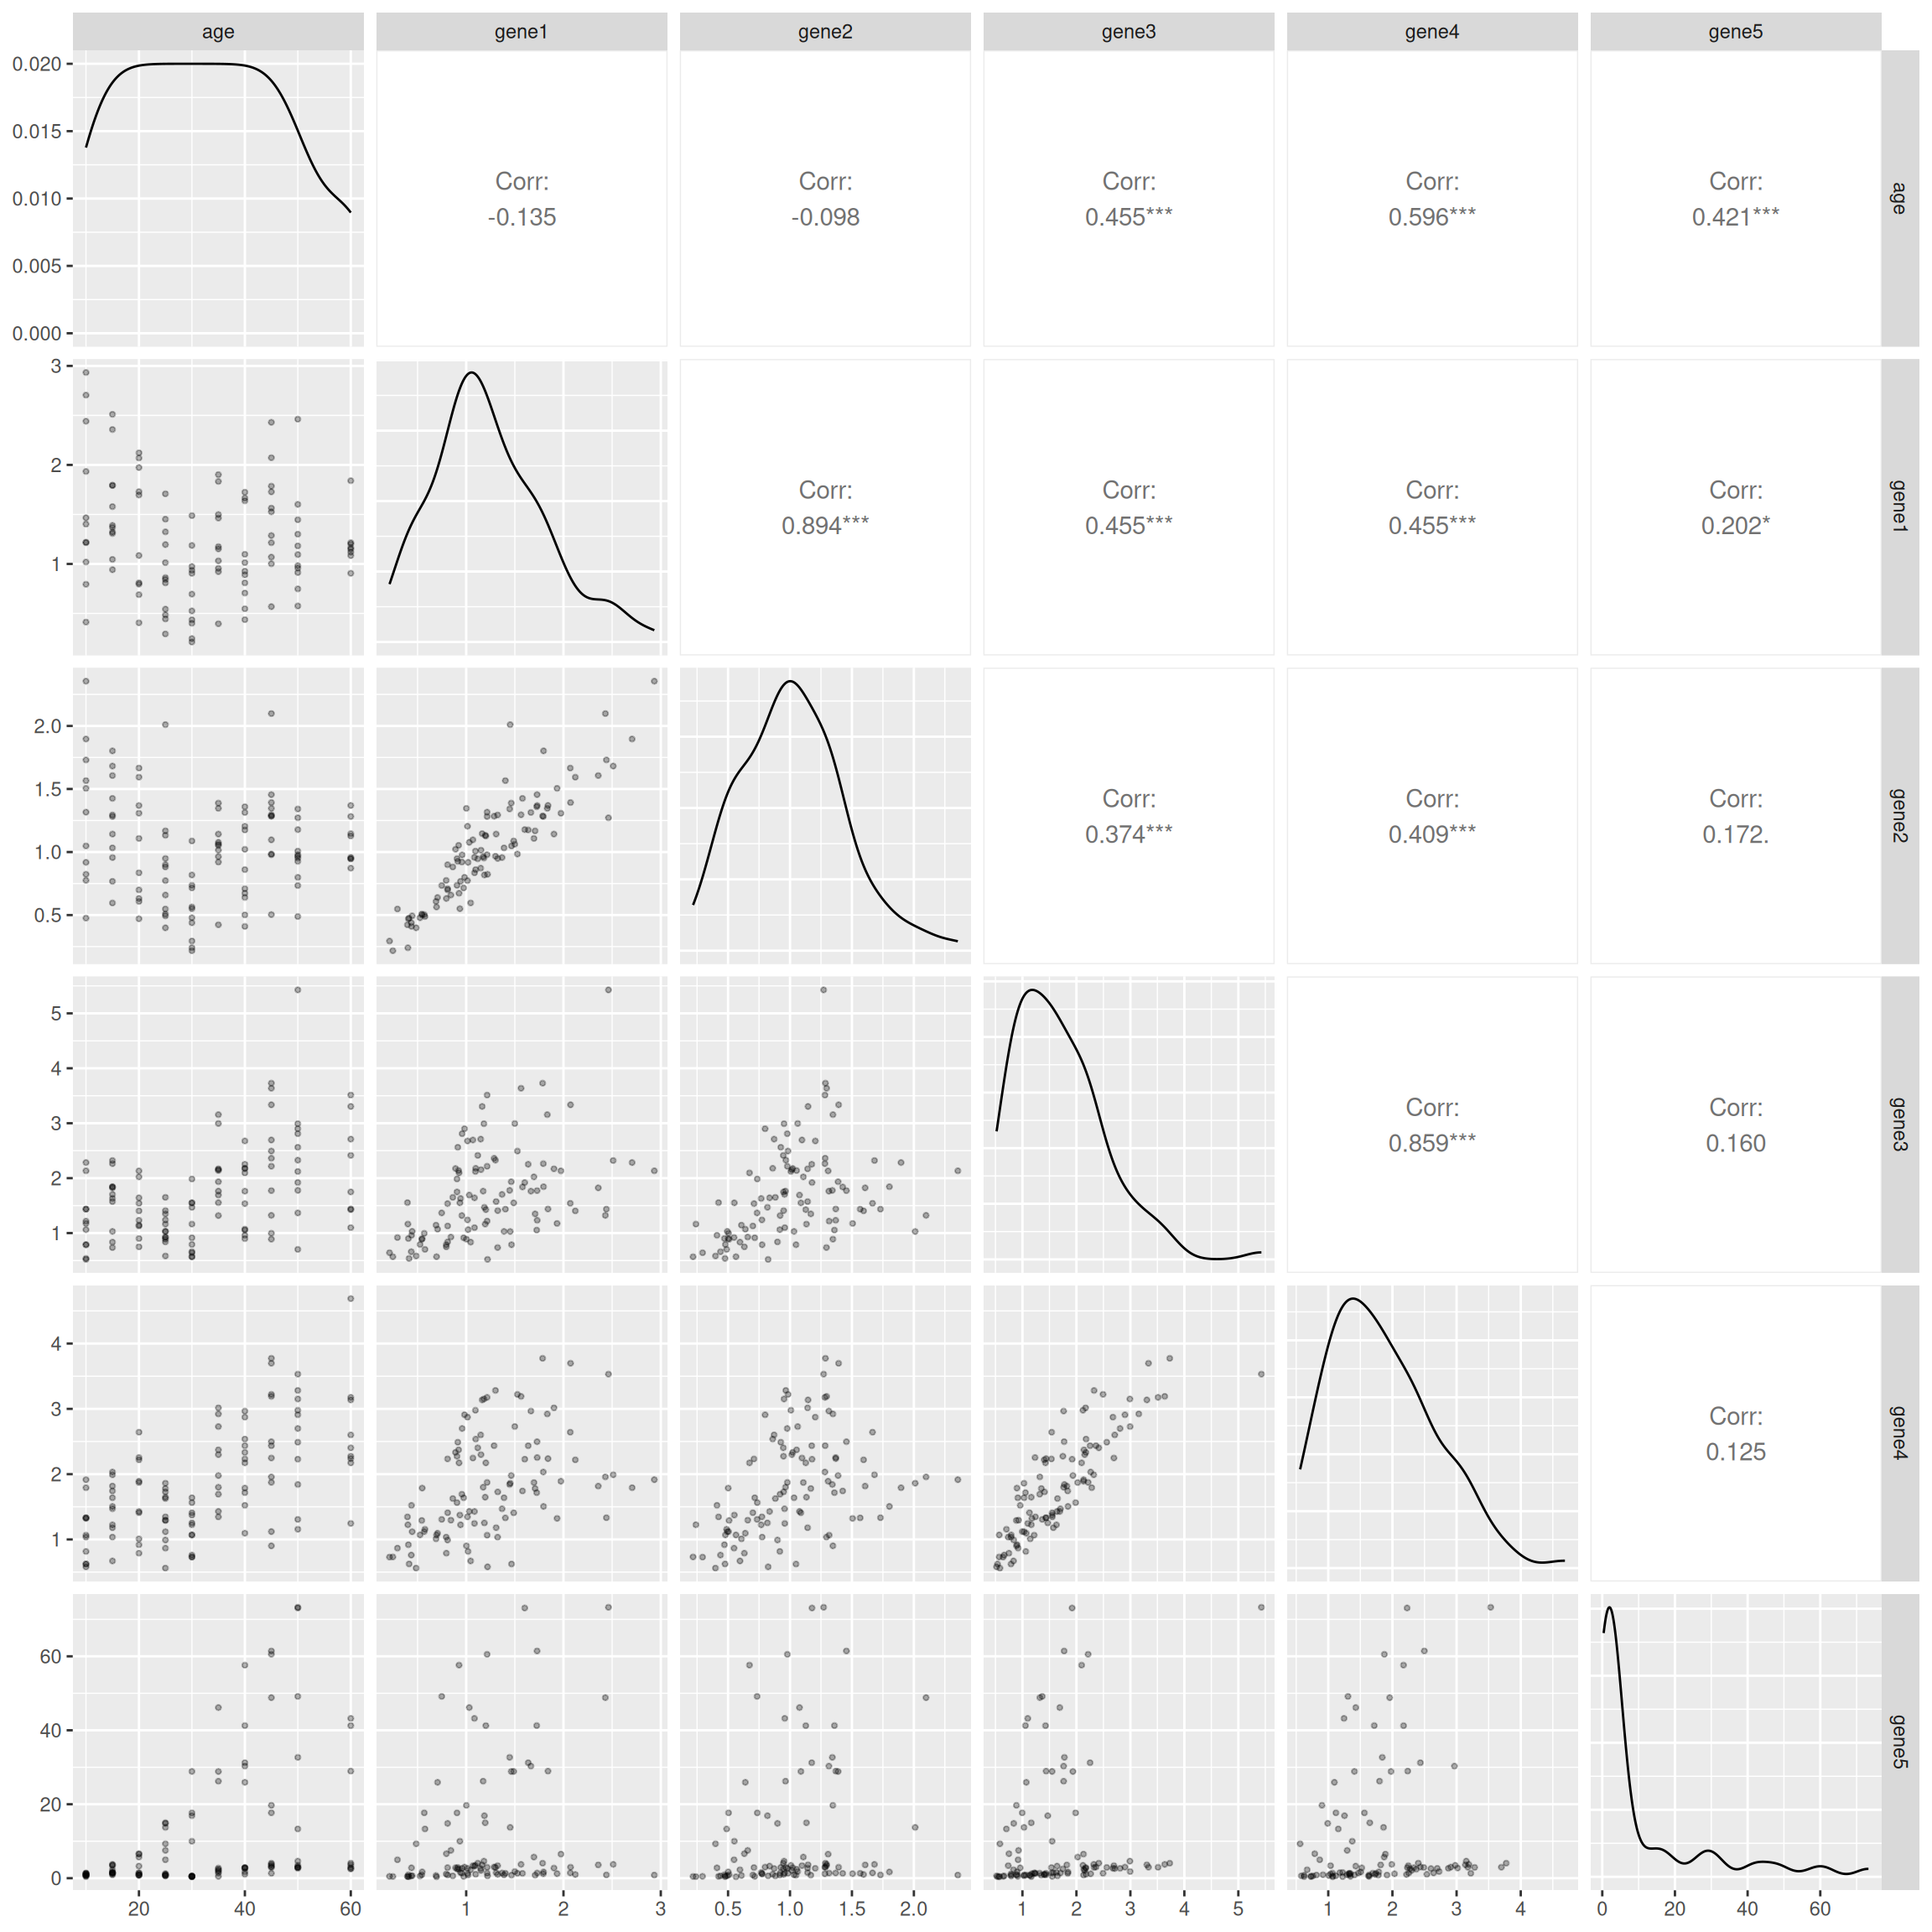 age gene1 gene2 gene3 gene4 gene5
0.020
0.015
0.010
0.005
0.000
Corr:
-0.135
Corr:
-0.098
Corr:
0.455***
Corr:
0.596***
Corr:
0.421***
age
3
2
1
Corr:
0.894***
Corr:
0.455***
Corr:
0.455***
Corr:
0.202*
gene1
2.0
1.5
1.0
0.5
Corr:
0.374***
Corr:
0.409***
Corr:
0.172.
gene2
5
4
3
2
1
Corr:
0.859***
Corr:
0.160
gene3
4
3
2
1
Corr:
0.125
gene4
60
40
20
0
gene5
20 40 60 1 2 3 0.5 1.0 1.5 2.0 1 2 3 4 5 1 2 3 4 0 20 40 60